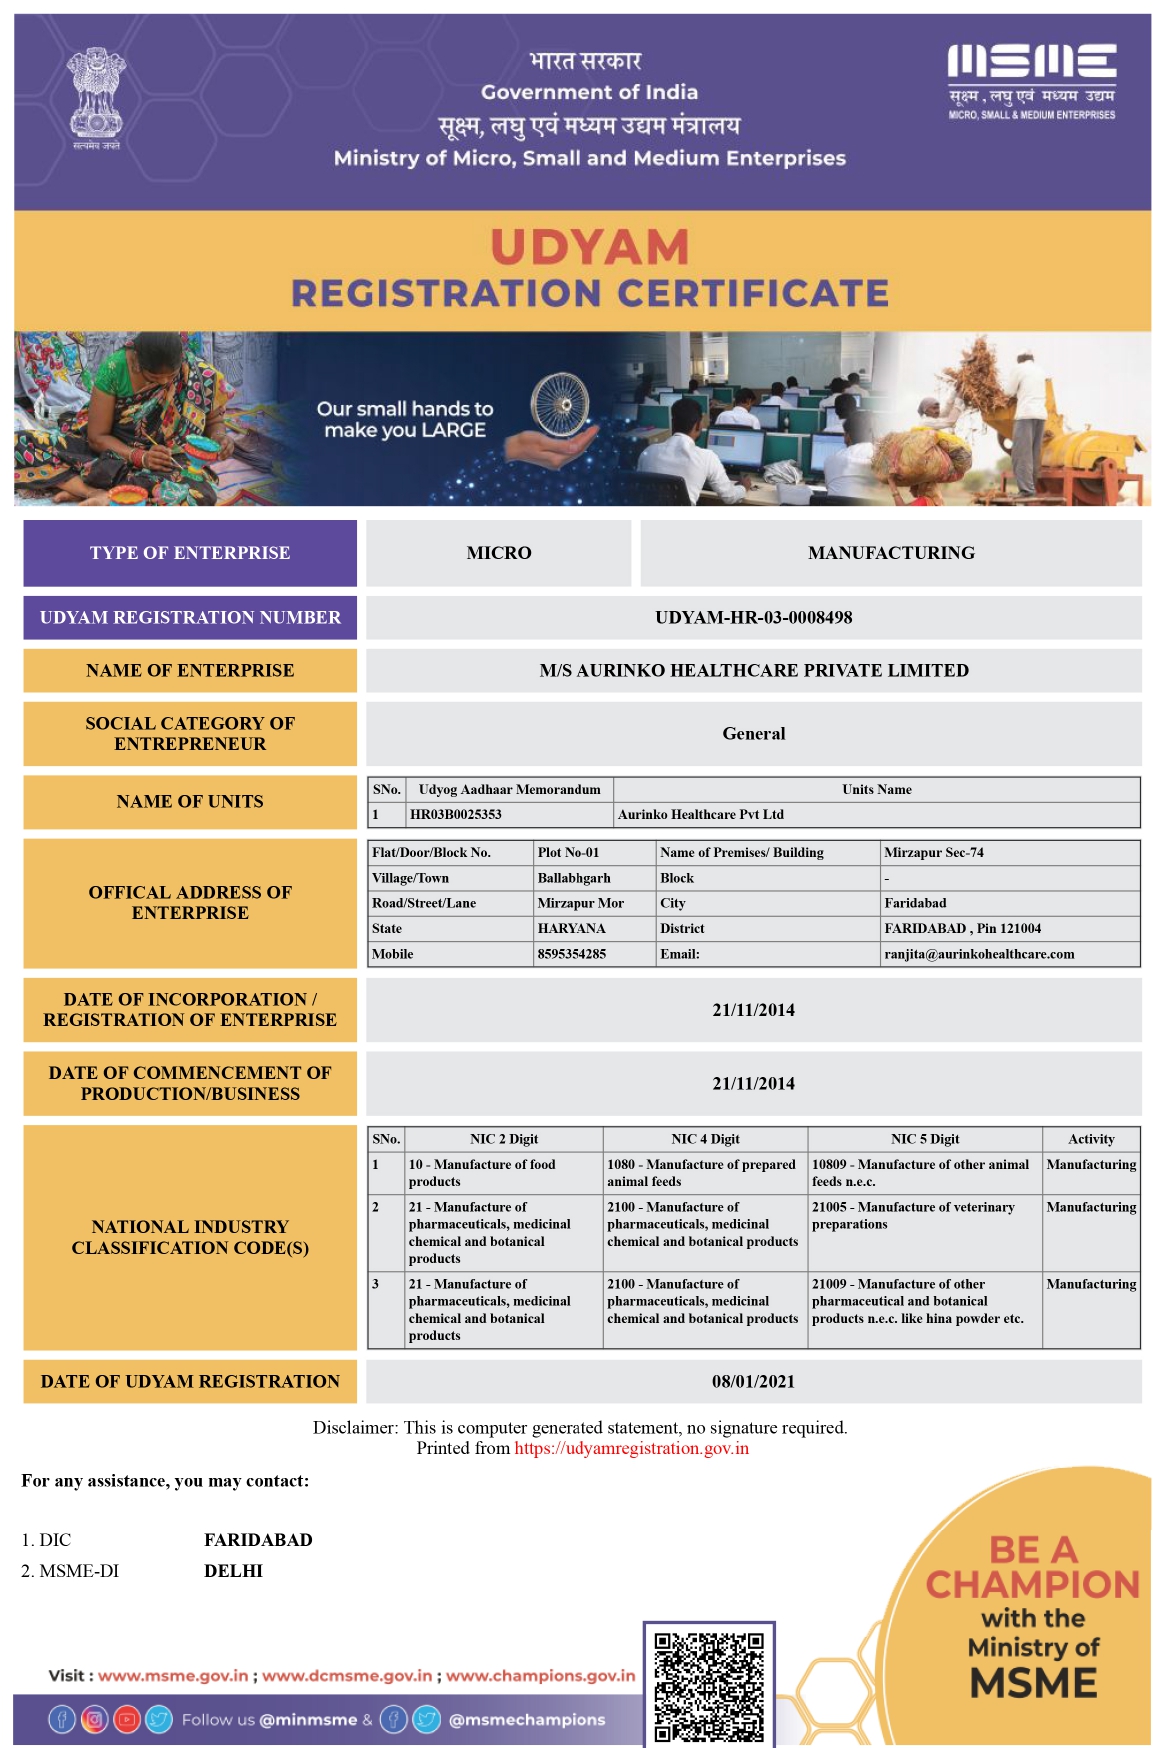 भारत सरकार
Government of India
सूक्ष्म, लघु एवं मध्यम उद्यम मंत्रालय
Ministry of Micro, Small and Medium Enterprises
सत्यमेव जयते
MSME
सूक्ष्म , लघु एवं मध्यम उद्यम
MICRO, SMALL & MEDIUM ENTERPRISES
UDYAM
REGISTRATION CERTIFICATE
Our small hands to
make you LARGE
TYPE OF ENTERPRISE MICRO MANUFACTURING
UDYAM REGISTRATION NUMBER UDYAM-HR-03-0008498
NAME OF ENTERPRISE M/S AURINKO HEALTHCARE PRIVATE LIMITED
SOCIAL CATEGORY OF
ENTREPRENEUR
General
NAME OF UNITS
SNo. Udyog Aadhaar Memorandum Units Name
1 HR03B0025353 Aurinko Healthcare Pvt Ltd
OFFICAL ADDRESS OF
ENTERPRISE
Flat/Door/Block No. Plot No-01 Name of Premises/ Building Mirzapur Sec-74
Village/Town Ballabhgarh Block -
Road/Street/Lane Mirzapur Mor City Faridabad
State HARYANA District FARIDABAD , Pin 121004
Mobile 8595354285 Email: ranjita@aurinkohealthcare.com
DATE OF INCORPORATION /
REGISTRATION OF ENTERPRISE
21/11/2014
DATE OF COMMENCEMENT OF
PRODUCTION/BUSINESS
21/11/2014
NATIONAL INDUSTRY
CLASSIFICATION CODE(S)
SNo. NIC 2 Digit NIC 4 Digit NIC 5 Digit Activity
1 10 - Manufacture of food 1080 - Manufacture of prepared 10809 - Manufacture of other animal Manufacturing
products animal feeds feeds n.e.c.
2 21 - Manufacture of 2100 - Manufacture of 21005 - Manufacture of veterinary Manufacturing
pharmaceuticals, medicinal pharmaceuticals, medicinal preparations
chemical and botanical chemical and botanical products
products
3 21 - Manufacture of 2100 - Manufacture of 21009 - Manufacture of other Manufacturing
pharmaceuticals, medicinal pharmaceuticals, medicinal pharmaceutical and botanical
chemical and botanical chemical and botanical products products n.e.c. like hina powder etc.
products
DATE OF UDYAM REGISTRATION 08/01/2021
Disclaimer: This is computer generated statement, no signature required.
Printed from https://udyamregistration.gov.in
For any assistance, you may contact:
1. DIC FARIDABAD
2. MSME-DI DELHI
BE A
CHAMPION
with the
Ministry of
MSME
Visit : www.msme.gov.in ; www.dcmsme.gov.in ; www.champions.gov.in
Follow us @minmsme & @msmechampions